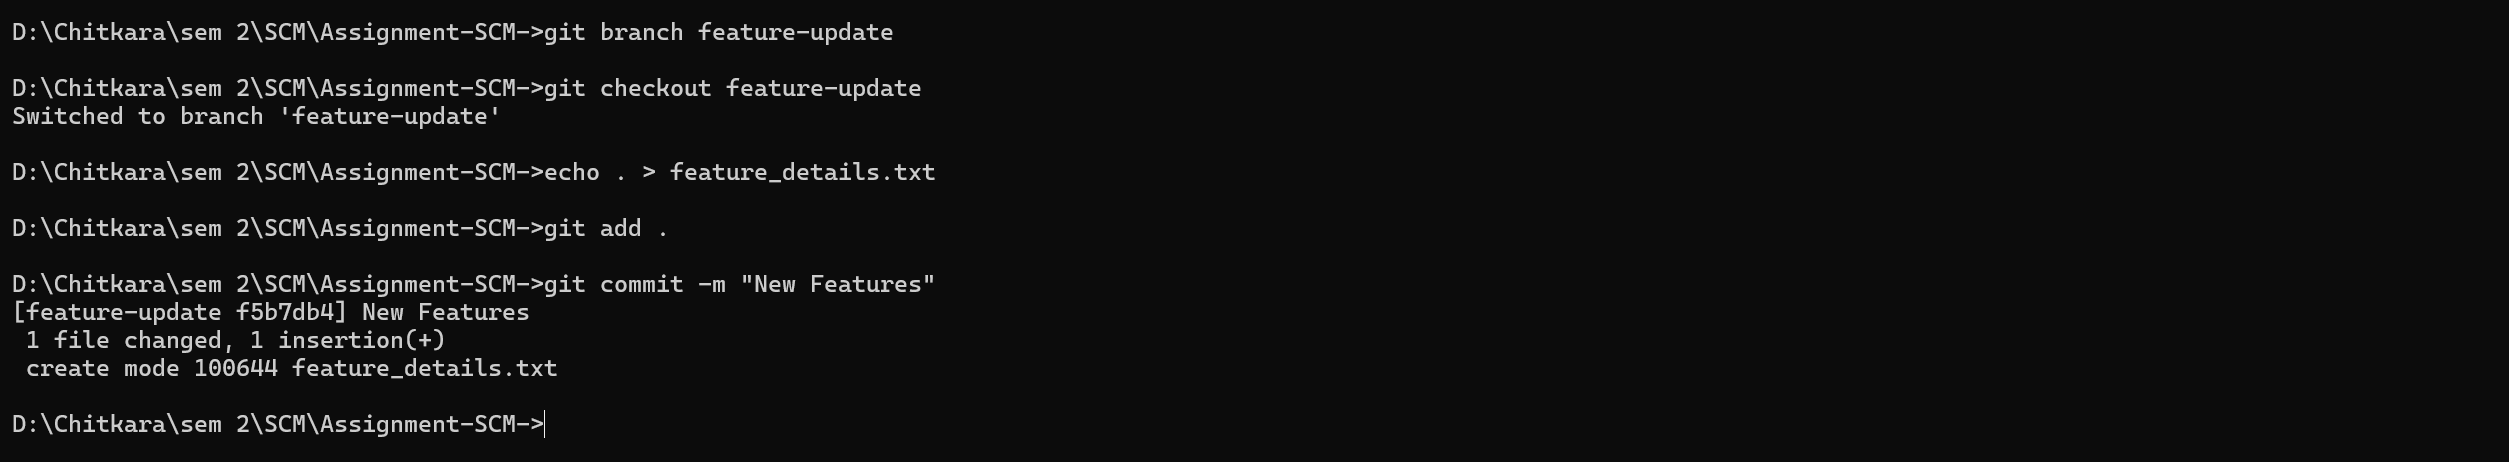 D:\Chitkara\sem 2\SCM\Assignment-SCM->git branch feature-update
D:\Chitkara\sem 2\SCM\Assignment-SCM->git checkout feature-update
Switched to branch 'feature-update'
D:\Chitkara\sem 2\SCM\Assignment-SCM->echo . > feature_details.txt
D:\Chitkara\sem 2\SCM\Assignment-SCM->git add .
D:\Chitkara\sem 2\SCM\Assignment-SCM->git commit -m "New Features"
[feature-update f5b7db4] New Features
 1 file changed, 1 insertion(+)
 create mode 100644 feature_details.txt
D:\Chitkara\sem 2\SCM\Assignment-SCM->